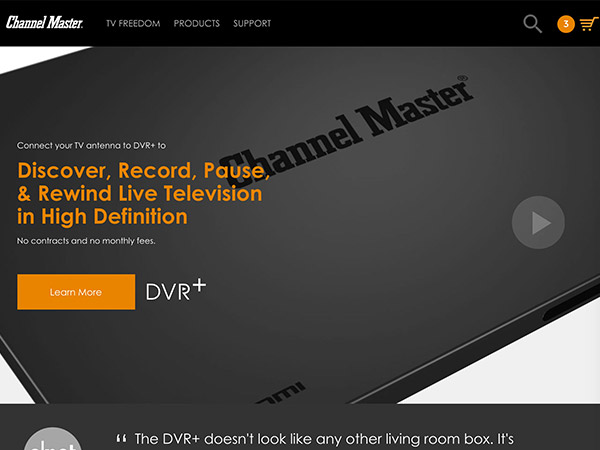 Channel Master.
TV FREEDOM PRODUCTS SUPPORT
3
Channel Master®
Connect your TV antenna to DVR+ to
Discover, Record, Pause,
& Rewind Live Television
in High Definition
No contracts and no monthly fees.
Learn More
DVR+
“ The DVR+ doesn't look like any other living room box. It's